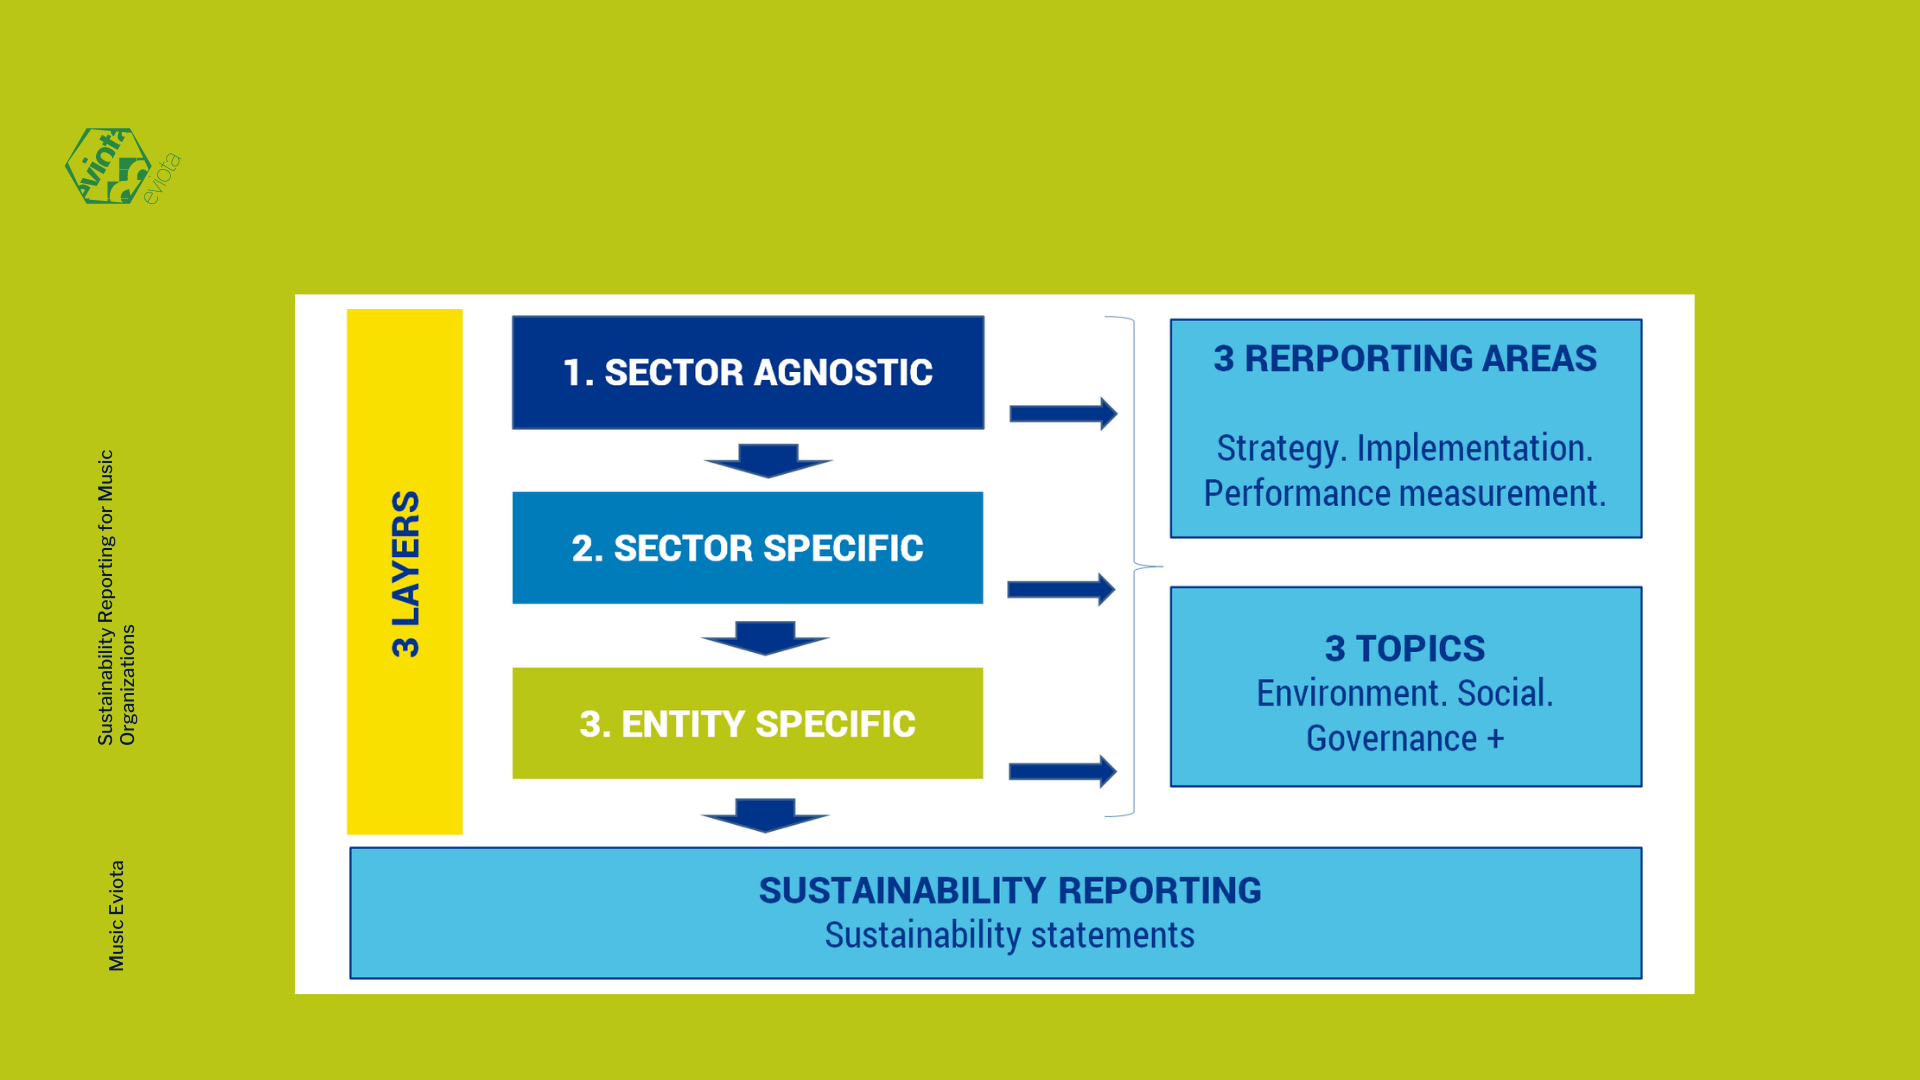 eviota
eviota
Sustainability Reporting for Music
Organizations
Music Eviota
3 LAYERS
1. SECTOR AGNOSTIC
2. SECTOR SPECIFIC
3. ENTITY SPECIFIC
3 RERPORTING AREAS
Strategy. Implementation.
Performance measurement.
3 TOPICS
Environment. Social.
Governance +
SUSTAINABILITY REPORTING
Sustainability statements